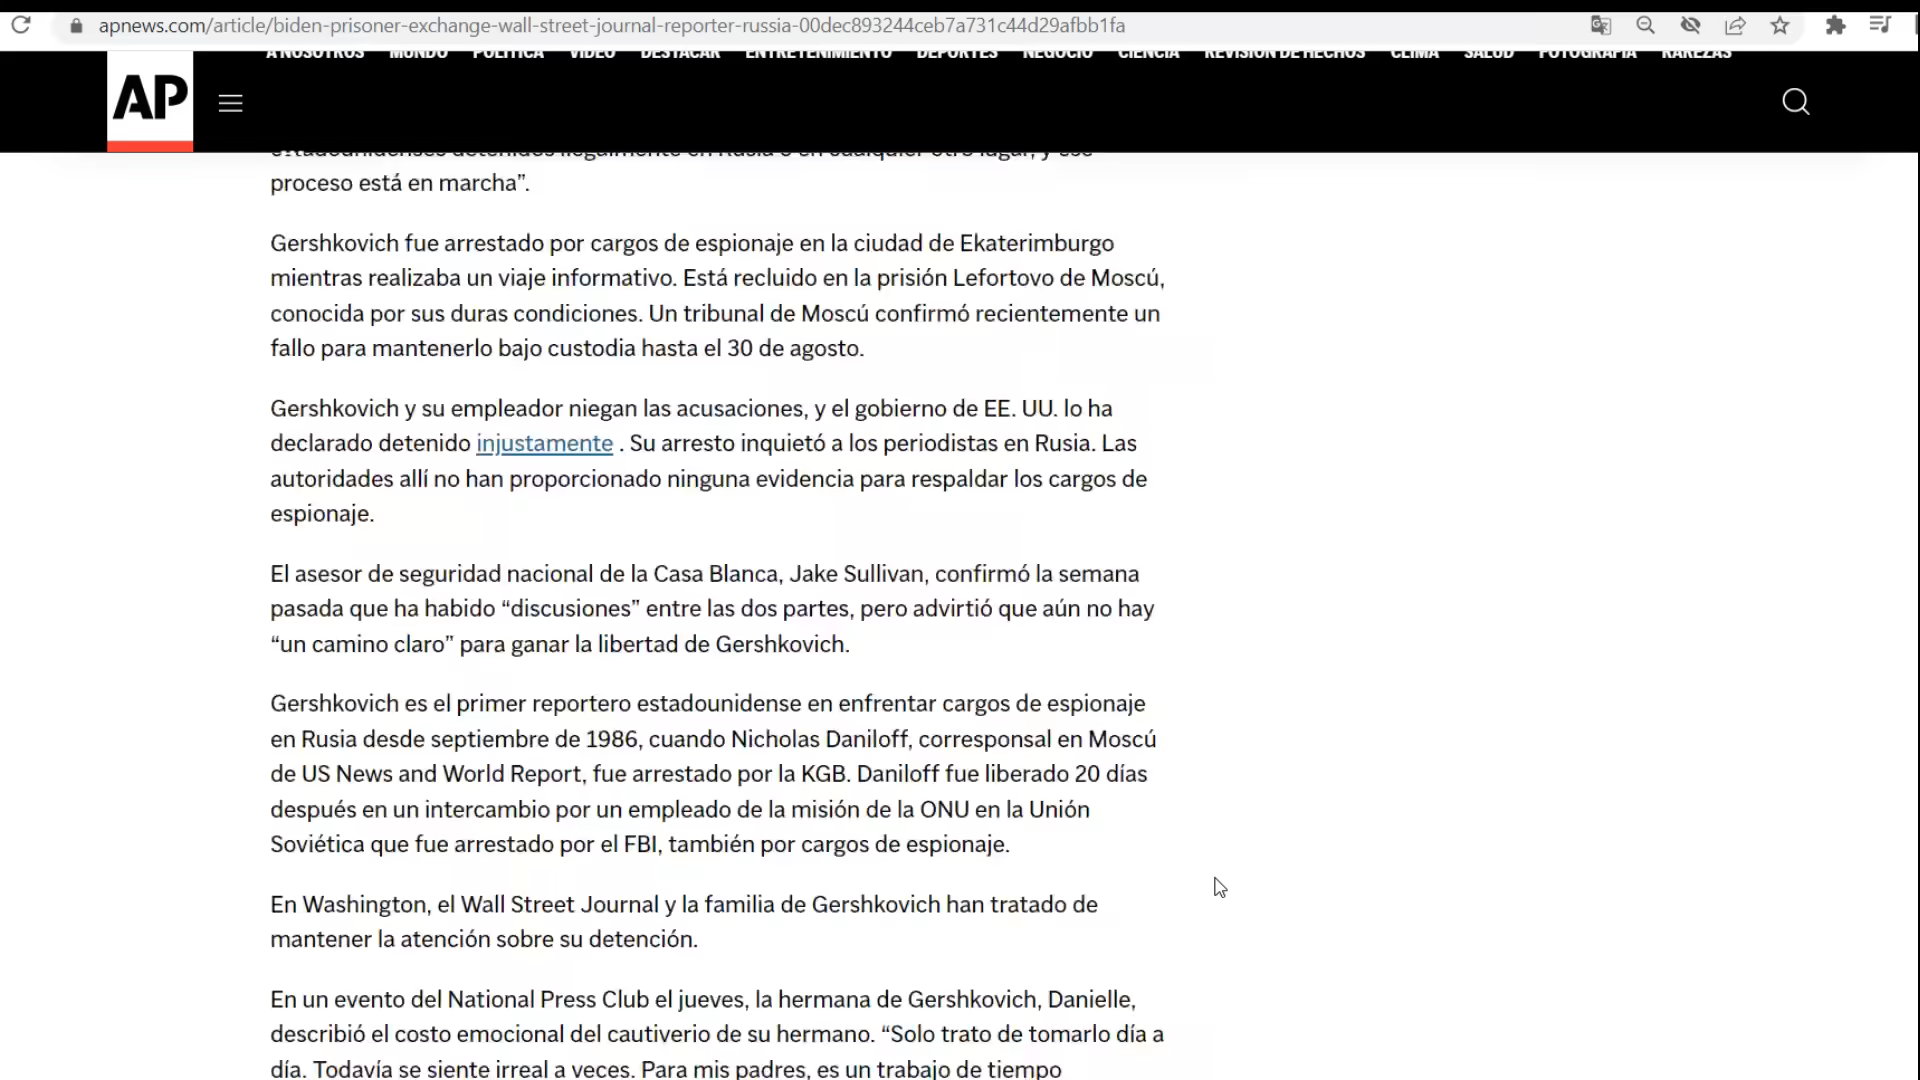 apnews.com/article/biden-prisoner-exchange-wall-street-journal-reporter-russia-00dec893244ceb7a731c44d29afbb1fa
A NOSOTROS MUNDO POLÍTICA VIDEO DESTACAR ENTRETENIMIENTO DEPORTES NEGOCIO CIENCIA REVISIÓN DE HECHOS CLIMA SALUD FOTOGRAFÍA RAREZAS
AP
estadounidenses detenidos ilegalmente en Rusia o en cualquier otro lugar, y ese
proceso está en marcha”.
Gershkovich fue arrestado por cargos de espionaje en la ciudad de Ekaterimburgo
mientras realizaba un viaje informativo. Está recluido en la prisión Lefortovo de Moscú,
conocida por sus duras condiciones. Un tribunal de Moscú confirmó recientemente un
fallo para mantenerlo bajo custodia hasta el 30 de agosto.
Gershkovich y su empleador niegan las acusaciones, y el gobierno de EE. UU. lo ha
declarado detenido injustamente . Su arresto inquietó a los periodistas en Rusia. Las
autoridades allí no han proporcionado ninguna evidencia para respaldar los cargos de
espionaje.
El asesor de seguridad nacional de la Casa Blanca, Jake Sullivan, confirmó la semana
pasada que ha habido “discusiones” entre las dos partes, pero advirtió que aún no hay
“un camino claro” para ganar la libertad de Gershkovich.
Gershkovich es el primer reportero estadounidense en enfrentar cargos de espionaje
en Rusia desde septiembre de 1986, cuando Nicholas Daniloff, corresponsal en Moscú
de US News and World Report, fue arrestado por la KGB. Daniloff fue liberado 20 días
después en un intercambio por un empleado de la misión de la ONU en la Unión
Soviética que fue arrestado por el FBI, también por cargos de espionaje.
En Washington, el Wall Street Journal y la familia de Gershkovich han tratado de
mantener la atención sobre su detención.
En un evento del National Press Club el jueves, la hermana de Gershkovich, Danielle,
describió el costo emocional del cautiverio de su hermano. “Solo trato de tomarlo día a
día. Todavía se siente irreal a veces. Para mis padres, es un trabajo de tiempo